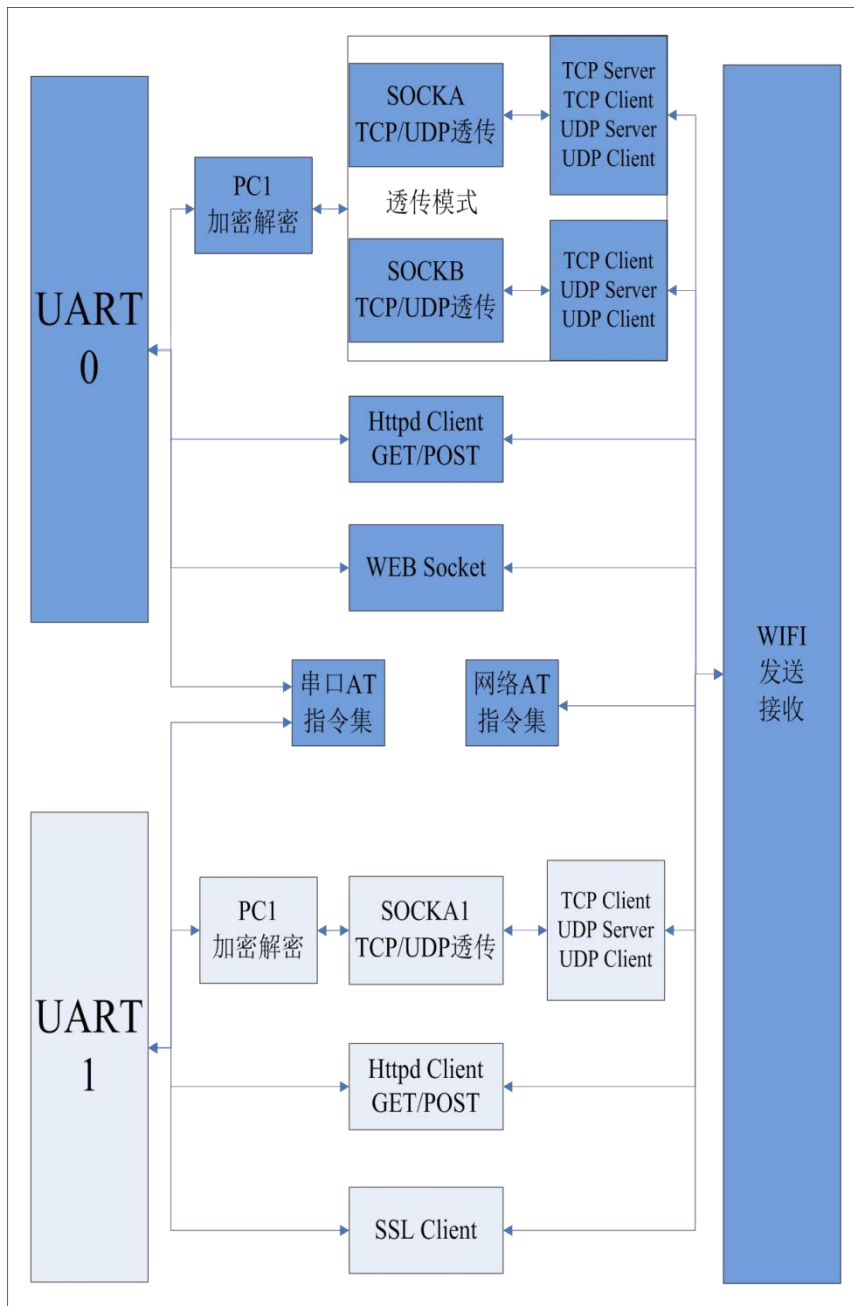 UART
0
PC1
加密解密
SOCKA
TCP/UDP透传
透传模式
SOCKB
TCP/UDP透传
TCP Server
TCP Client
UDP Server
UDP Client
TCP Client
UDP Server
UDP Client
Httpd Client
GET/POST
WEB Socket
串口AT
指令集
网络AT
指令集
WIFI
发送
接收
UART
1
PC1
加密解密
SOCKA1
TCP/UDP透传
TCP Client
UDP Server
UDP Client
Httpd Client
GET/POST
SSL Client